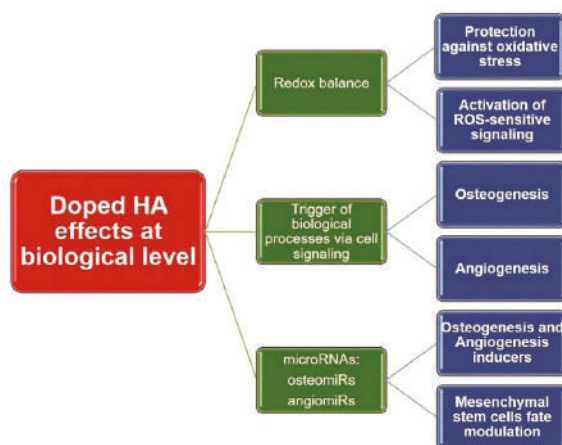 Doped HA
effects at
biological level
Redox balance
Protection
against oxidative
stress
Activation of
ROS-sensitive
signaling
Trigger of
biological
processes via cell
signaling
Osteogenesis
Angiogenesis
microRNAs:
osteomiRs
angiomiRs
Osteogenesis and
Angiogenesis
inducers
Mesenchymal
stem cells fate
modulation